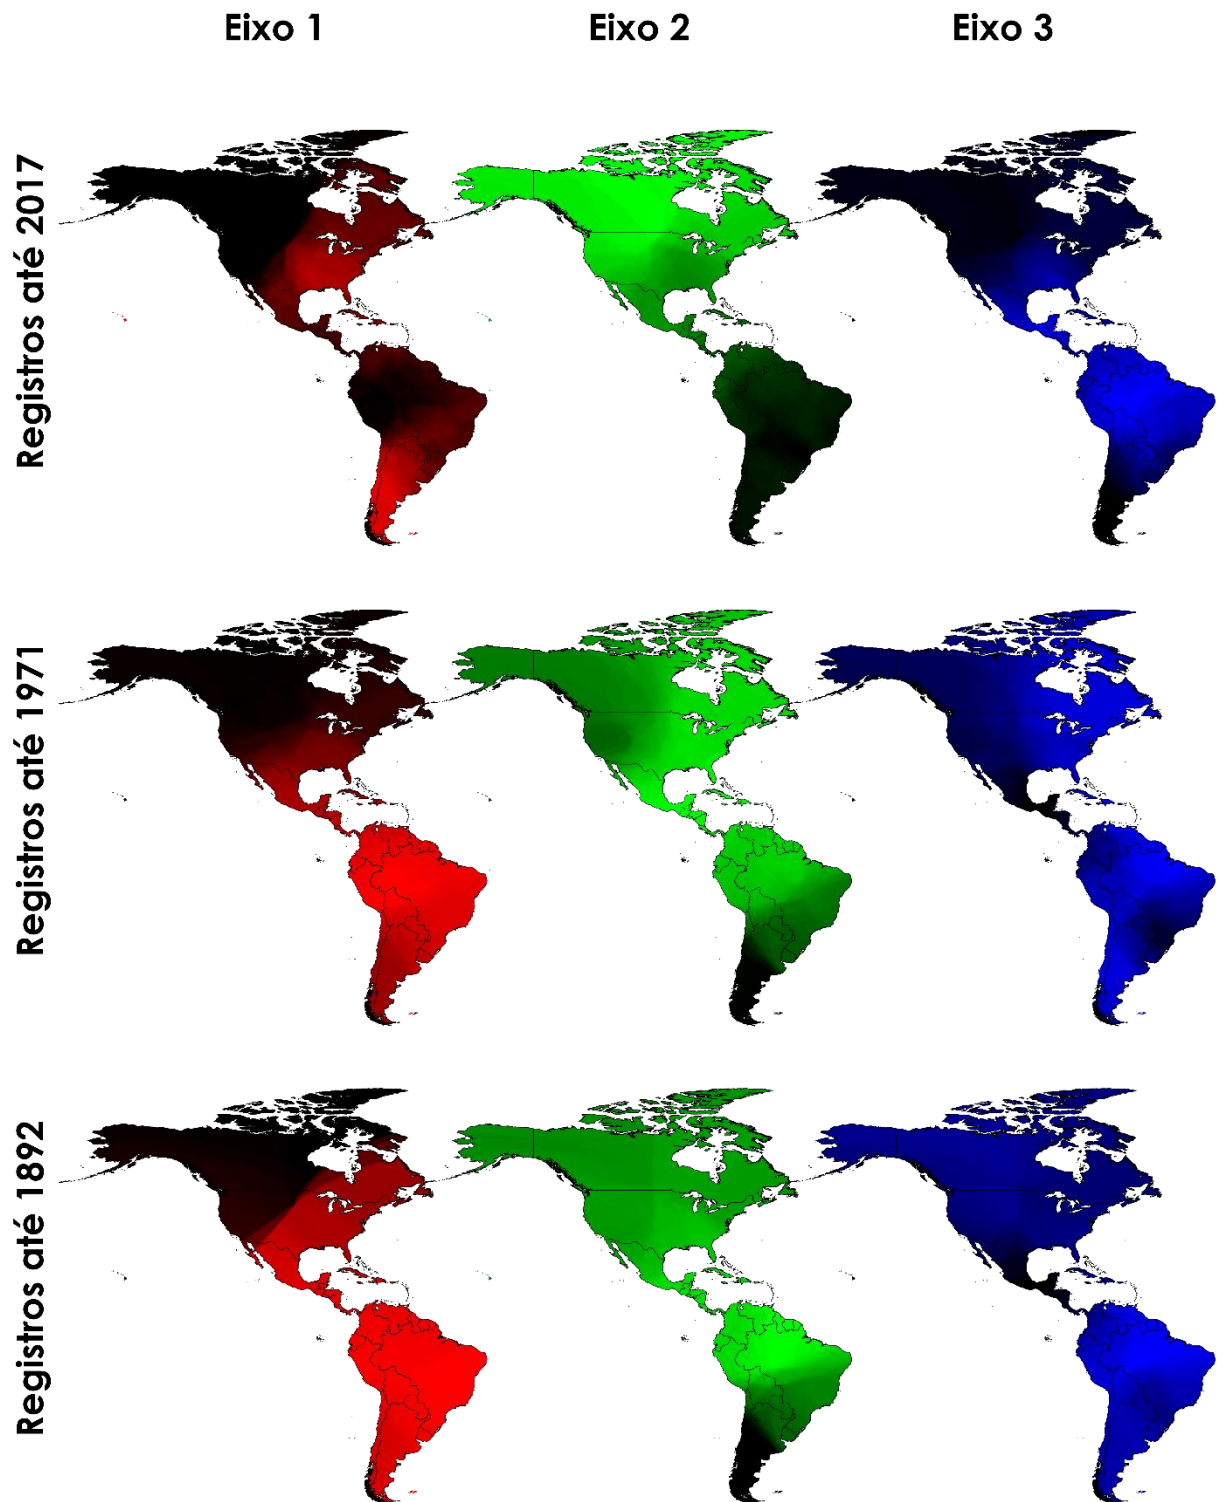 Eixo 1
Eixo 2
Eixo 3
Registros até 2017
Registros até 1971
Registros até 1892